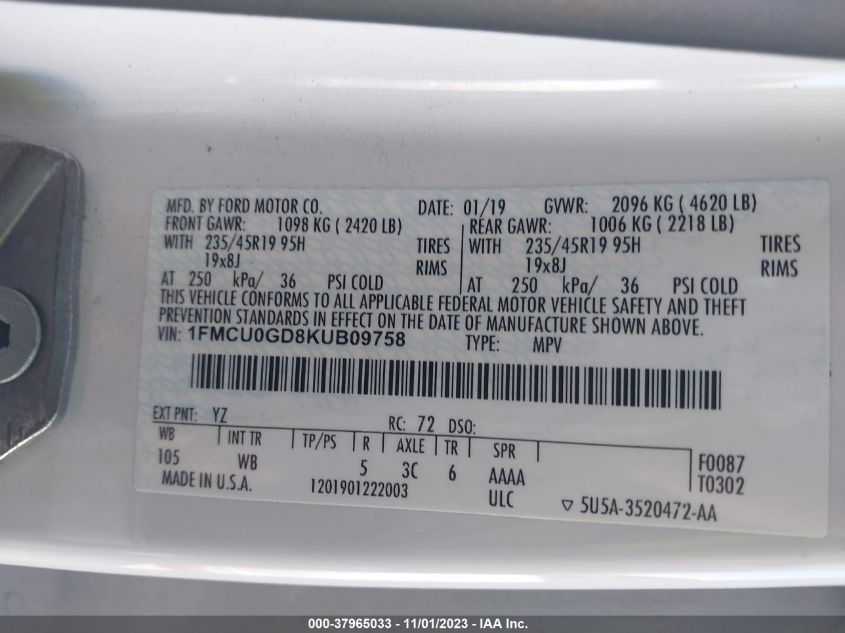 MFD. BY FORD MOTOR CO. DATE: 01/19 GVWR: 2096 KG ( 4620 LB)
FRONT GAWR: 1098 KG ( 2420 LB) REAR GAWR: 1006 KG ( 2218 LB)
WITH 235/45R19 95H TIRES WITH 235/45R19 95H TIRES
19x8J RIMS 19x8J RIMS
AT 250 kPa/ 36 PSI COLD AT 250 kPa/ 36 PSI COLD
THIS VEHICLE CONFORMS TO ALL APPLICABLE FEDERAL MOTOR VEHICLE SAFETY AND THEFT
PREVENTION STANDARDS IN EFFECT ON THE DATE OF MANUFACTURE SHOWN ABOVE.
VIN: 1FMCU0GD8KUB09758 TYPE: MPV
EXT PNT: YZ RC: 72 DSO:
WB INT TR TP/PS R AXLE TR SPR
105 WB 5 3C 6 AAAA F0087
MADE IN U.S.A. 1201901222003 ULC T0302
▽ 5U5A-3520472-AA
000-37965033 - 11/01/2023 - IAA Inc.